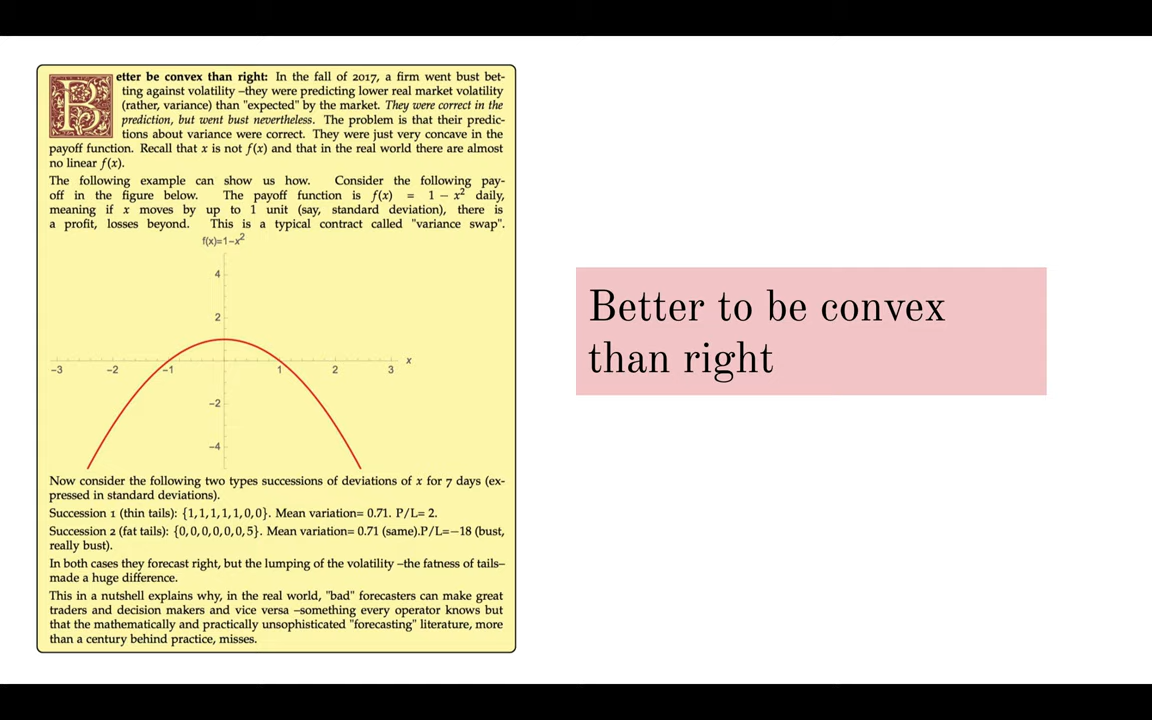 Better be convex than right: In the fall of 2017, a firm went bust bet-
ting against volatility –they were predicting lower real market volatility
(rather, variance) than "expected" by the market. They were correct in the
prediction, but went bust nevertheless. The problem is that their predic-
tions about variance were correct. They were just very concave in the
payoff function. Recall that x is not f(x) and that in the real world there are almost
no linear f(x).
The following example can show us how. Consider the following pay-
off in the figure below. The payoff function is f(x) = 1 − x² daily,
meaning if x moves by up to 1 unit (say, standard deviation), there is
a profit, losses beyond. This is a typical contract called "variance swap".
f(x)=1−x²
4
2
x
−3 −2 −1 1 2 3
−2
−4
Now consider the following two types successions of deviations of x for 7 days (ex-
pressed in standard deviations).
Succession 1 (thin tails): {1,1,1,1,1,0,0}. Mean variation= 0.71. P/L= 2.
Succession 2 (fat tails): {0,0,0,0,0,0,5}. Mean variation= 0.71 (same).P/L=−18 (bust,
really bust).
In both cases they forecast right, but the lumping of the volatility –the fatness of tails–
made a huge difference.
This in a nutshell explains why, in the real world, "bad" forecasters can make great
traders and decision makers and vice versa –something every operator knows but
that the mathematically and practically unsophisticated "forecasting" literature, more
than a century behind practice, misses.
Better to be convex
than right